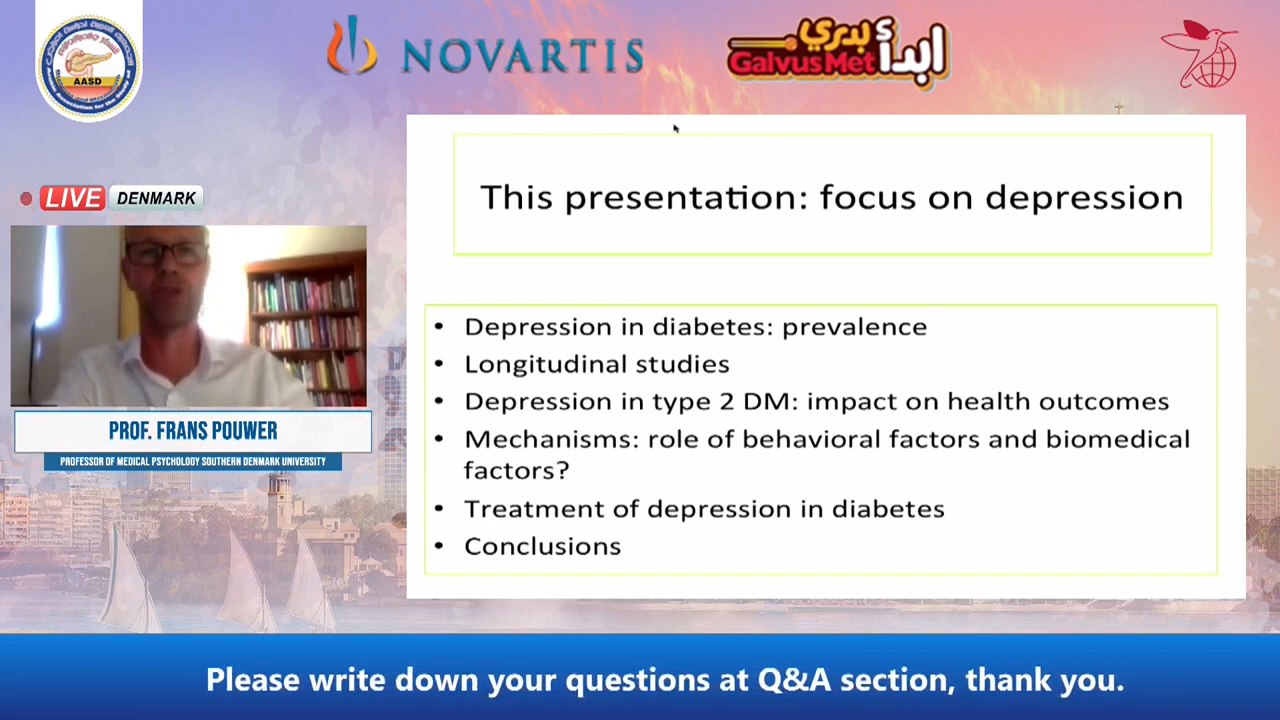 AASD
NOVARTIS
ابدأ بدري
GalvusMet
LIVE
DENMARK
This presentation: focus on depression
• Depression in diabetes: prevalence
• Longitudinal studies
• Depression in type 2 DM: impact on health outcomes
• Mechanisms: role of behavioral factors and biomedical
factors?
• Treatment of depression in diabetes
• Conclusions
PROF. FRANS POUWER
PROFESSOR OF MEDICAL PSYCHOLOGY SOUTHERN DENMARK UNIVERSITY
Please write down your questions at Q&A section, thank you.